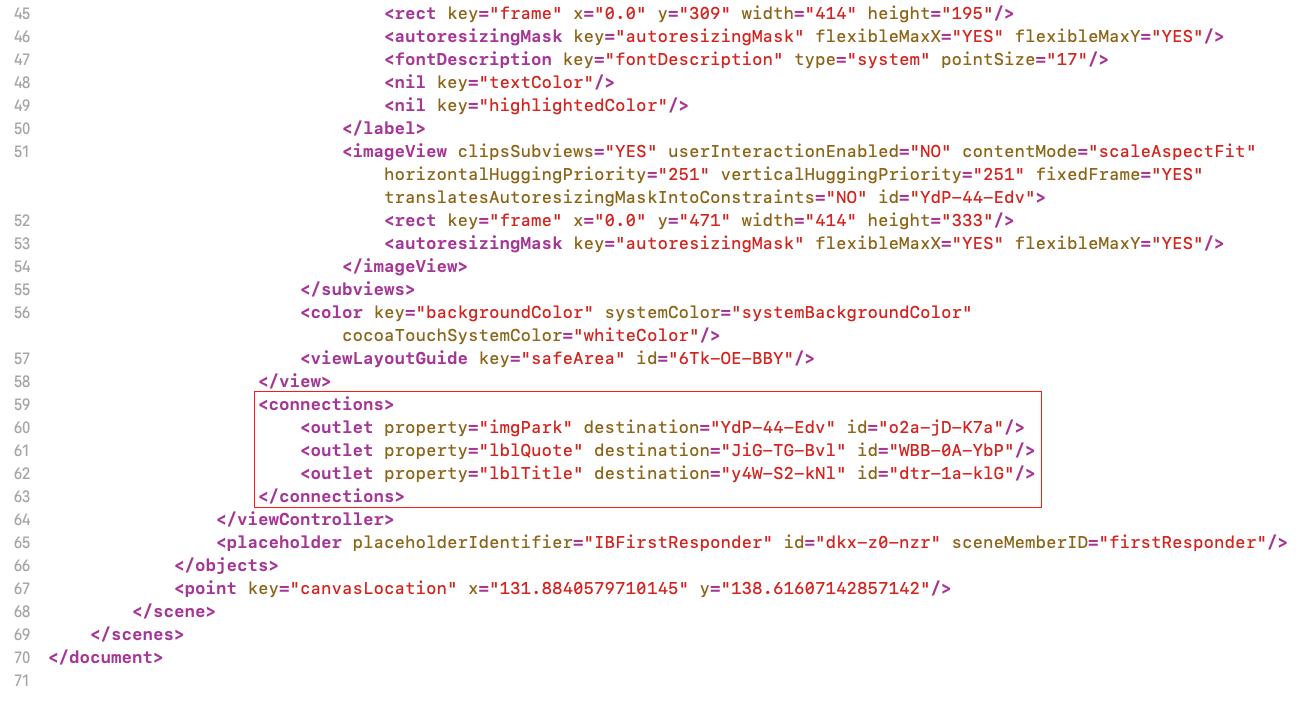 45 <rect key="frame" x="0.0" y="309" width="414" height="195"/>
46 <autoresizingMask key="autoresizingMask" flexibleMaxX="YES" flexibleMaxY="YES"/>
47 <fontDescription key="fontDescription" type="system" pointSize="17"/>
48 <nil key="textColor"/>
49 <nil key="highlightedColor"/>
50 </label>
51 <imageView clipsSubviews="YES" userInteractionEnabled="NO" contentMode="scaleAspectFit"
horizontalHuggingPriority="251" verticalHuggingPriority="251" fixedFrame="YES"
translatesAutoresizingMaskIntoConstraints="NO" id="YdP-44-Edv">
52 <rect key="frame" x="0.0" y="471" width="414" height="333"/>
53 <autoresizingMask key="autoresizingMask" flexibleMaxX="YES" flexibleMaxY="YES"/>
54 </imageView>
55 </subviews>
56 <color key="backgroundColor" systemColor="systemBackgroundColor"
cocoaTouchSystemColor="whiteColor"/>
57 <viewLayoutGuide key="safeArea" id="6Tk-OE-BBY"/>
58 </view>
59 <connections>
60 <outlet property="imgPark" destination="YdP-44-Edv" id="o2a-jD-K7a"/>
61 <outlet property="lblQuote" destination="JiG-TG-Bvl" id="WBB-0A-YbP"/>
62 <outlet property="lblTitle" destination="y4W-S2-kNl" id="dtr-1a-klG"/>
63 </connections>
64 </viewController>
65 <placeholder placeholderIdentifier="IBFirstResponder" id="dkx-z0-nzr" sceneMemberID="firstResponder"/>
66 </objects>
67 <point key="canvasLocation" x="131.8840579710145" y="138.61607142857142"/>
68 </scene>
69 </scenes>
70 </document>
71